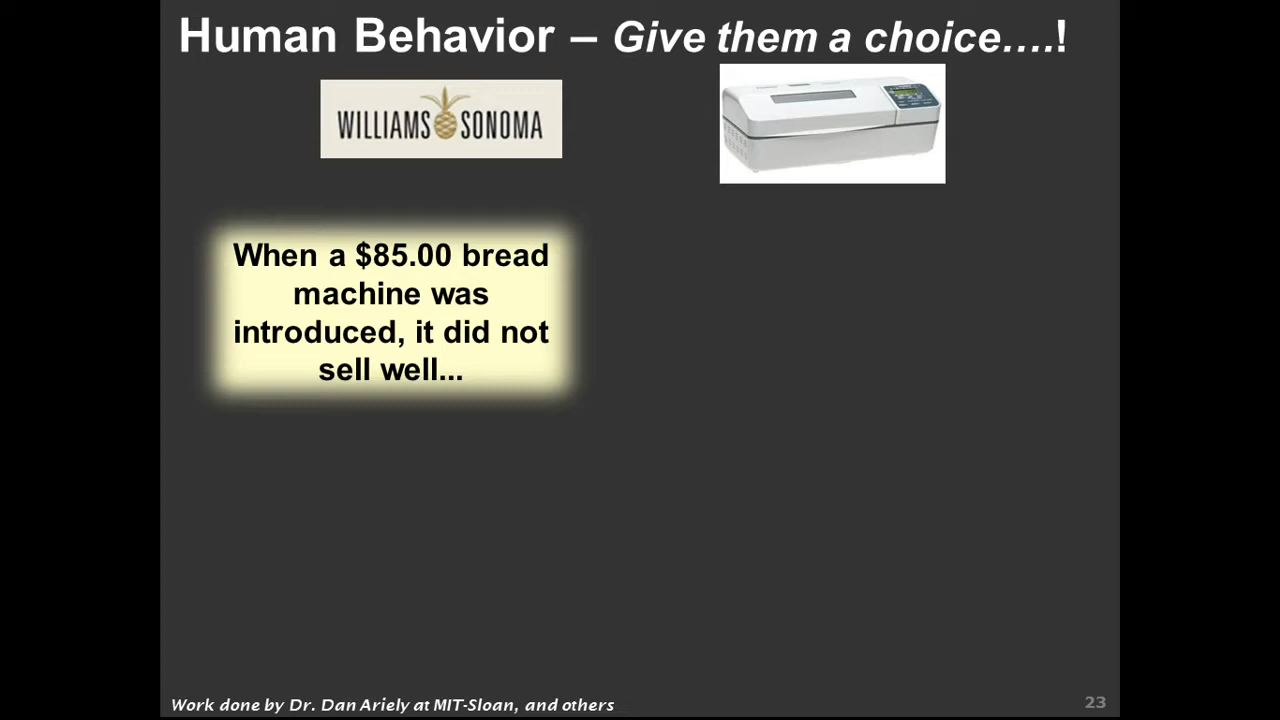 Human Behavior – Give them a choice….!
WILLIAMS SONOMA
When a $85.00 bread
machine was
introduced, it did not
sell well...
Work done by Dr. Dan Ariely at MIT-Sloan, and others
23